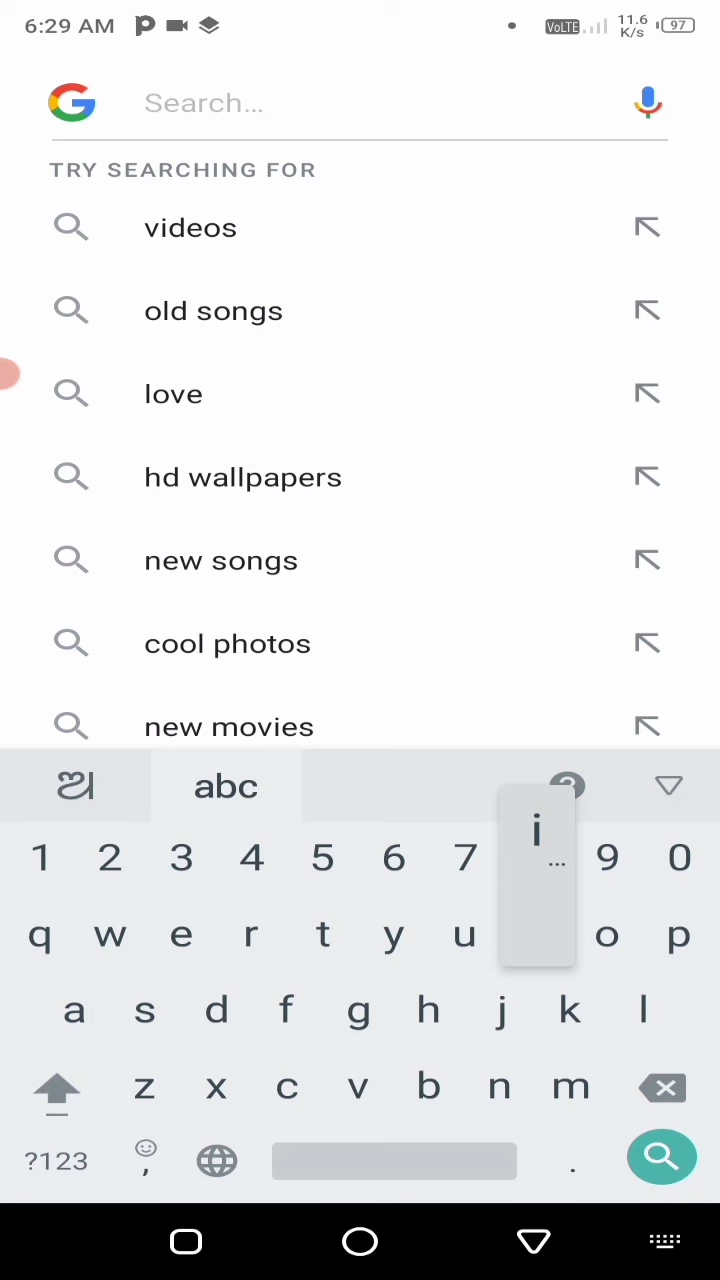 6:29 AM VoLTE 11.6 K/s 97
Search...
TRY SEARCHING FOR
videos
old songs
love
hd wallpapers
new songs
cool photos
new movies
ଅ abc ?
1 2 3 4 5 6 7 9 0
i ...
q w e r t y u o p
a s d f g h j k l
z x c v b n m
?123 , .